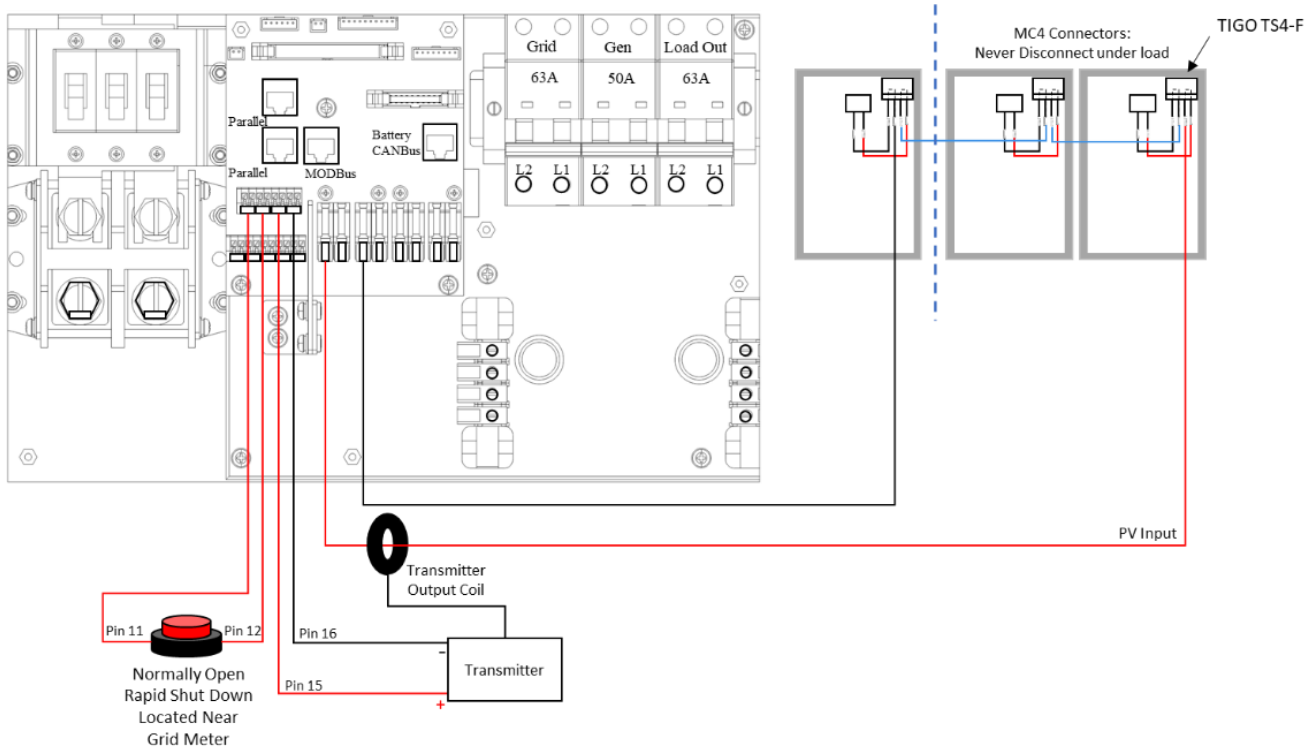 TIGO TS4-F
MC4 Connectors:
Never Disconnect under load
Grid
Gen
Load Out
63A
50A
63A
Parallel
Battery
CANBus
Parallel
MODBus
L2 L1 L2 L1 L2 L1
PV Input
Transmitter
Output Coil
Pin 11
Pin 12
Pin 16
-
Transmitter
Normally Open
Rapid Shut Down
Located Near
Grid Meter
Pin 15
+